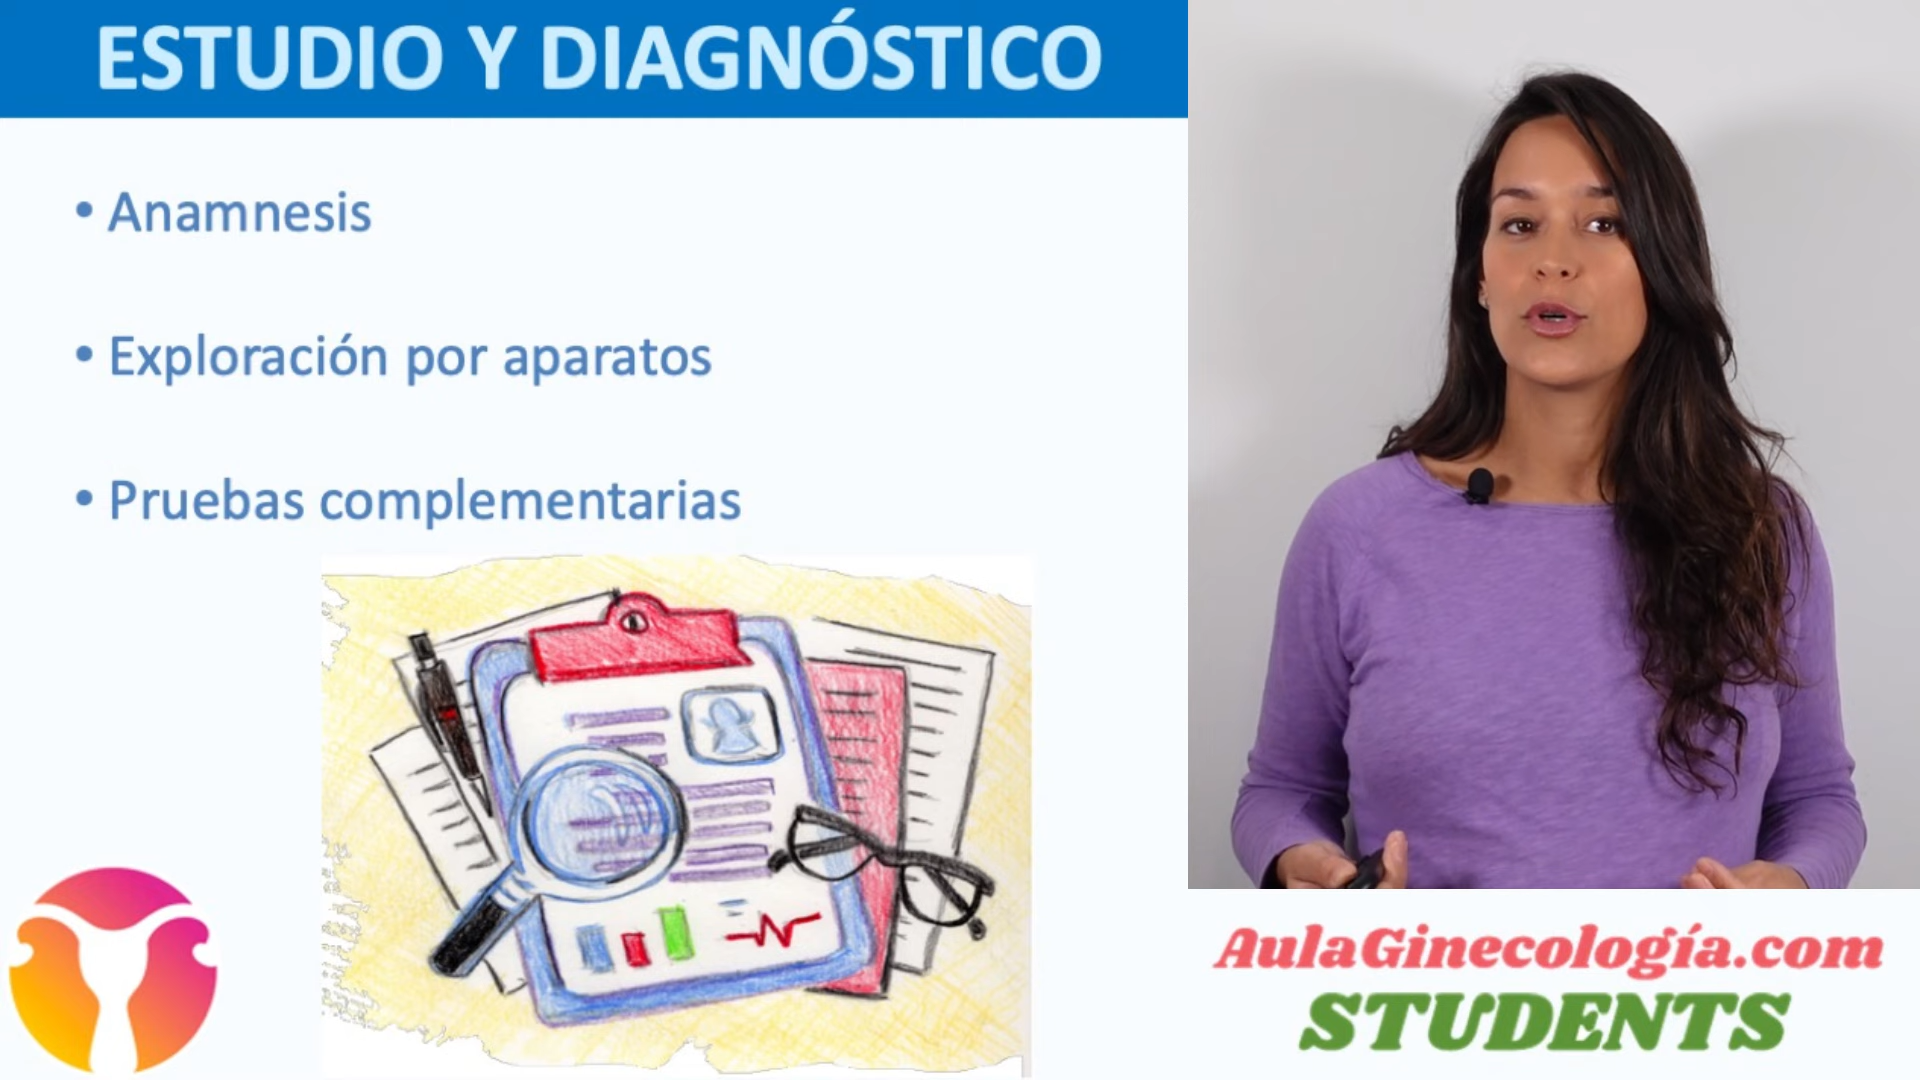 ESTUDIO Y DIAGNÓSTICO
• Anamnesis
• Exploración por aparatos
• Pruebas complementarias
AulaGinecología.com
STUDENTS